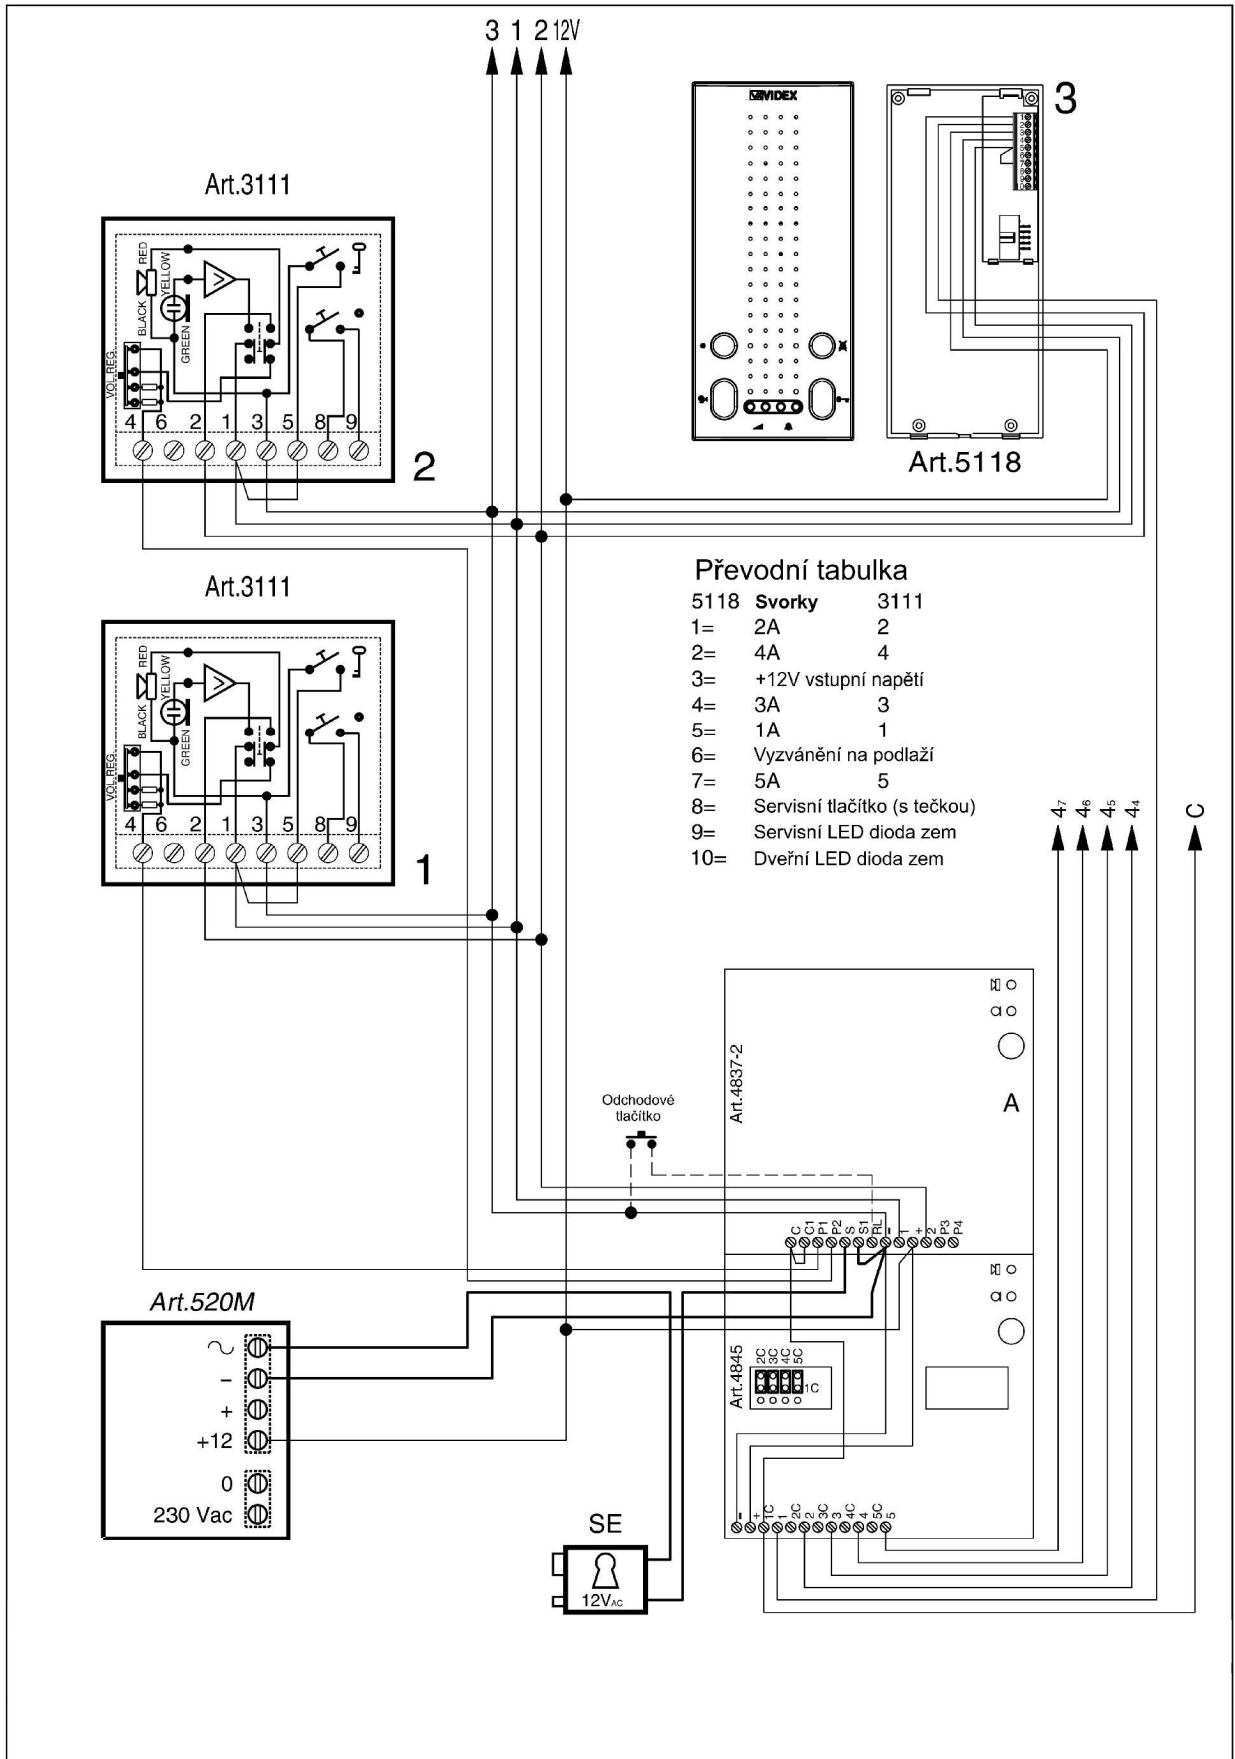 3 1 2 12V
VIDEX
3
Art.3111
RED
YELLOW
BLACK
GREEN
VOL.REG.
4 6 2 1 3 5 8 9
2
Art.5118
Art.3111
RED
YELLOW
BLACK
GREEN
VOL.REG.
4 6 2 1 3 5 8 9
1
Převodní tabulka
5118 Svorky 3111
1= 2A 2
2= 4A 4
3= +12V vstupní napětí
4= 3A 3
5= 1A 1
6= Vyzvánění na podlaží
7= 5A 5
8= Servisní tlačítko (s tečkou)
9= Servisní LED dioda zem
10= Dveřní LED dioda zem
47 46 45 44 C
Art.4837-2
A
Odchodové
tlačítko
C C1 P1 P2 S S1 RL - 1 + 2 P3 P4
Art.520M
–
+
+12
0
230 Vac
Art.4845
2C 3C 4C 5C
1C
- + 1C 1 2C 2 3C 3 4C 4 5C 5
SE
12VAC